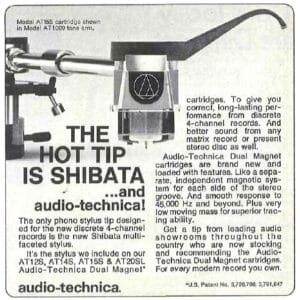 Model AT15S cartridge shown
in Model AT1009 tone arm.
THE
HOT TIP
IS SHIBATA
...and
audio-technica!
The only phono stylus tip design-
ed for the new discrete 4-channel
records is the new Shibata multi-
faceted stylus.
It's the stylus we include on our
AT12S, AT14S, AT15S & AT20SL
Audio-Technica Dual Magnet*
cartridges. To give you
correct, long-lasting per-
formance from discrete
4-channel records. And
better sound from any
matrix record or present
stereo disc as well.
Audio-Technica Dual Magnet
cartridges are brand new and
loaded with features. Like a sepa-
rate, independent magnetic sys-
tem for each side of the stereo
groove. And smooth response to
45,000 Hz and beyond. Plus very
low moving mass for superior trac-
ing ability.
Get a tip from leading audio
showrooms throughout the
country who are now stocking
and recommending the Audio-
Technica Dual Magnet cartridges.
For every modern record you own.
audio-technica.
*U.S. Patent No.